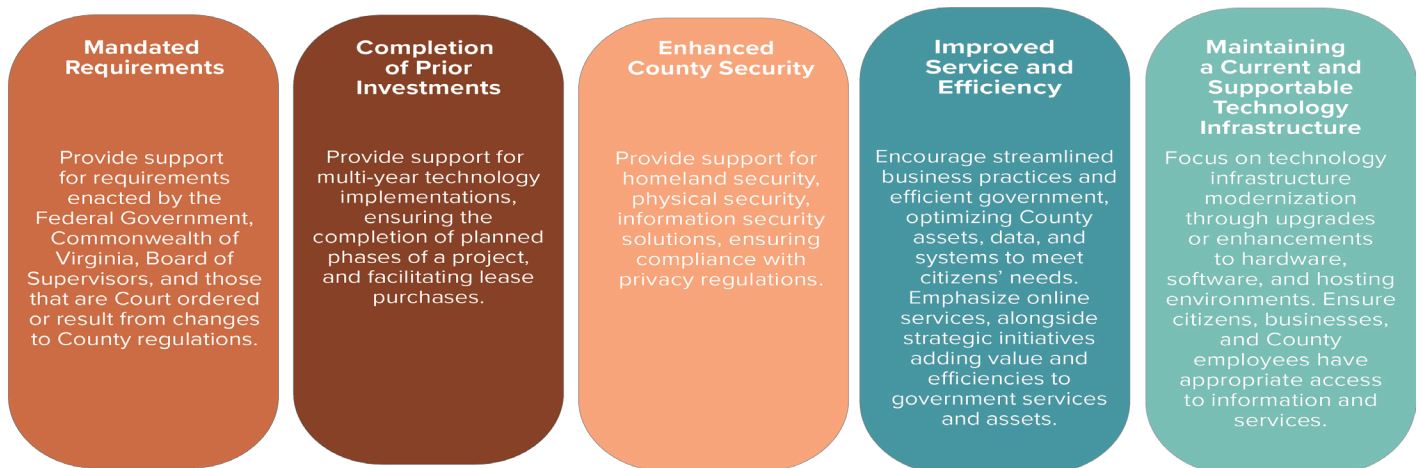 Mandated
Requirements
Provide support
for requirements
enacted by the
Federal Government,
Commonwealth of
Virginia, Board of
Supervisors, and those
that are Court ordered
or result from changes
to County regulations.
Completion
of Prior
Investments
Provide support for
multi-year technology
implementations,
ensuring the
completion of planned
phases of a project,
and facilitating lease
purchases.
Enhanced
County Security
Provide support for
homeland security,
physical security,
information security
solutions, ensuring
compliance with
privacy regulations.
Improved
Service and
Efficiency
Encourage streamlined
business practices and
efficient government,
optimizing County
assets, data, and
systems to meet
citizens’ needs.
Emphasize online
services, alongside
strategic initiatives
adding value and
efficiencies to
government services
and assets.
Maintaining
a Current and
Supportable
Technology
Infrastructure
Focus on technology
infrastructure
modernization
through upgrades
or enhancements
to hardware,
software, and hosting
environments. Ensure
citizens, businesses,
and County
employees have
appropriate access
to information and
services.